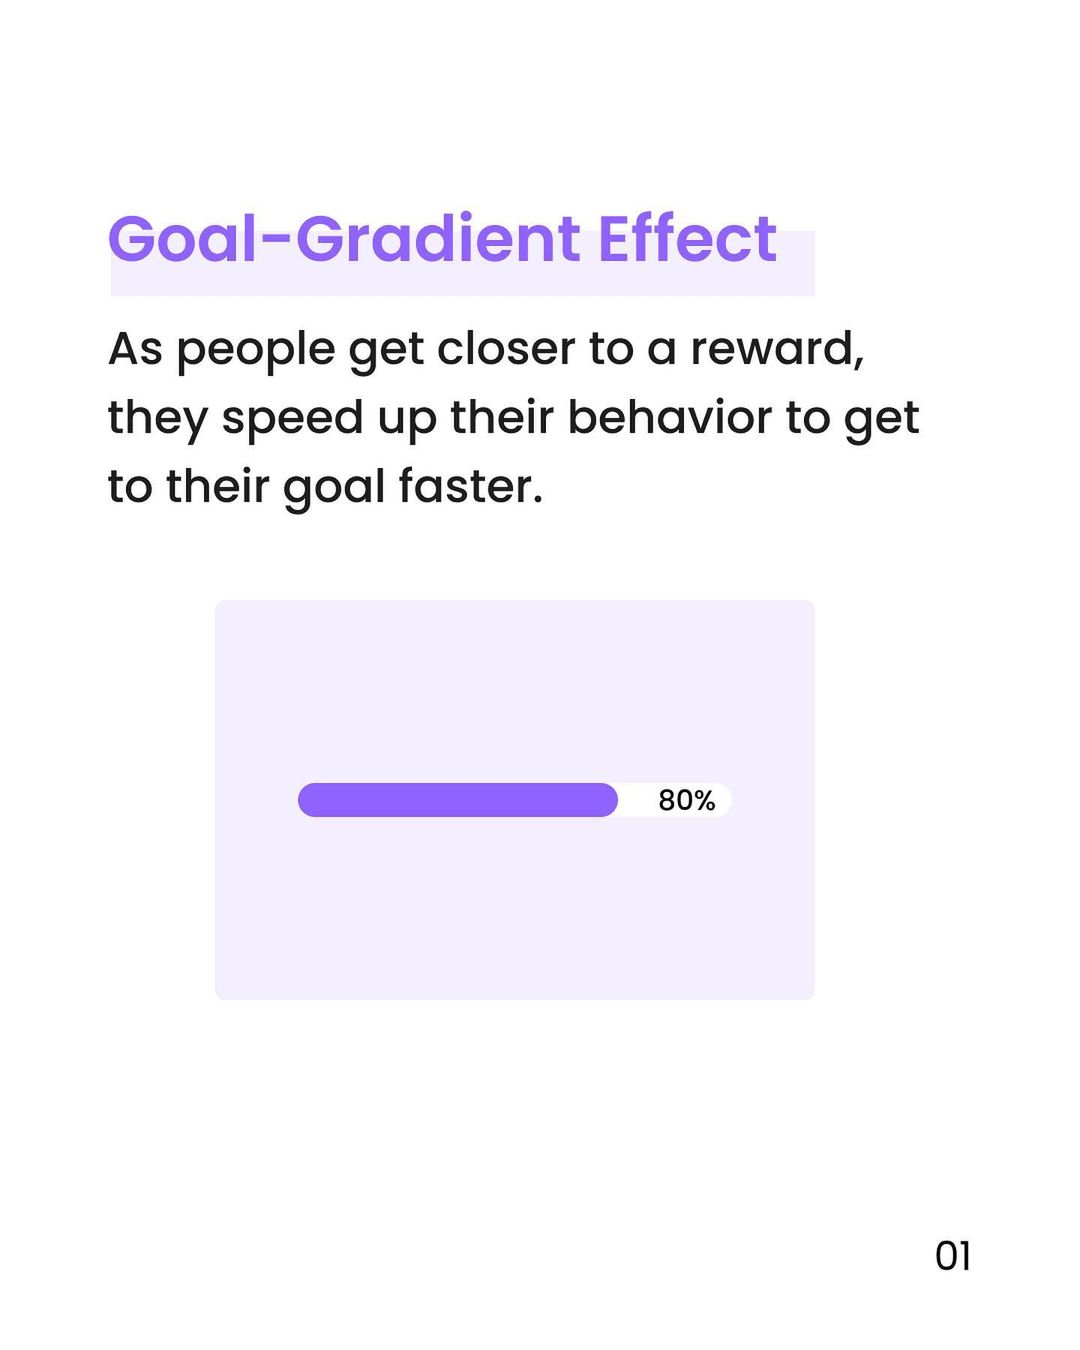 Goal-Gradient Effect
As people get closer to a reward,
they speed up their behavior to get
to their goal faster.
80%
01